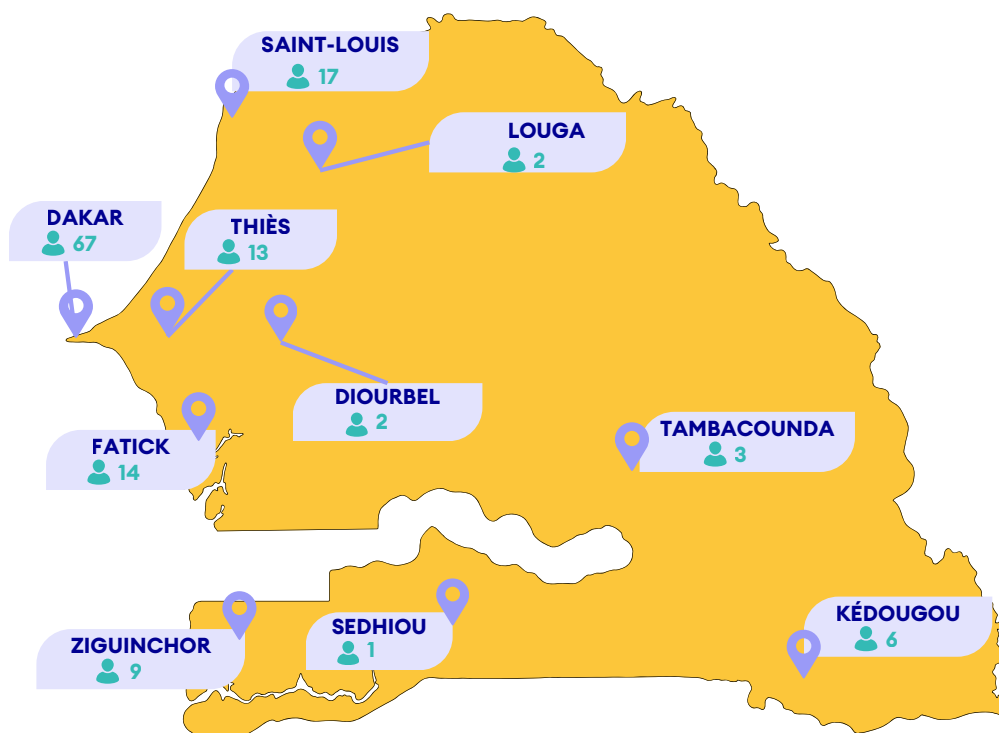 SAINT-LOUIS
17
LOUGA
2
DAKAR
67
THIÈS
13
DIOURBEL
2
FATICK
14
TAMBACOUNDA
3
ZIGUINCHOR
9
SEDHIOU
1
KÉDOUGOU
6